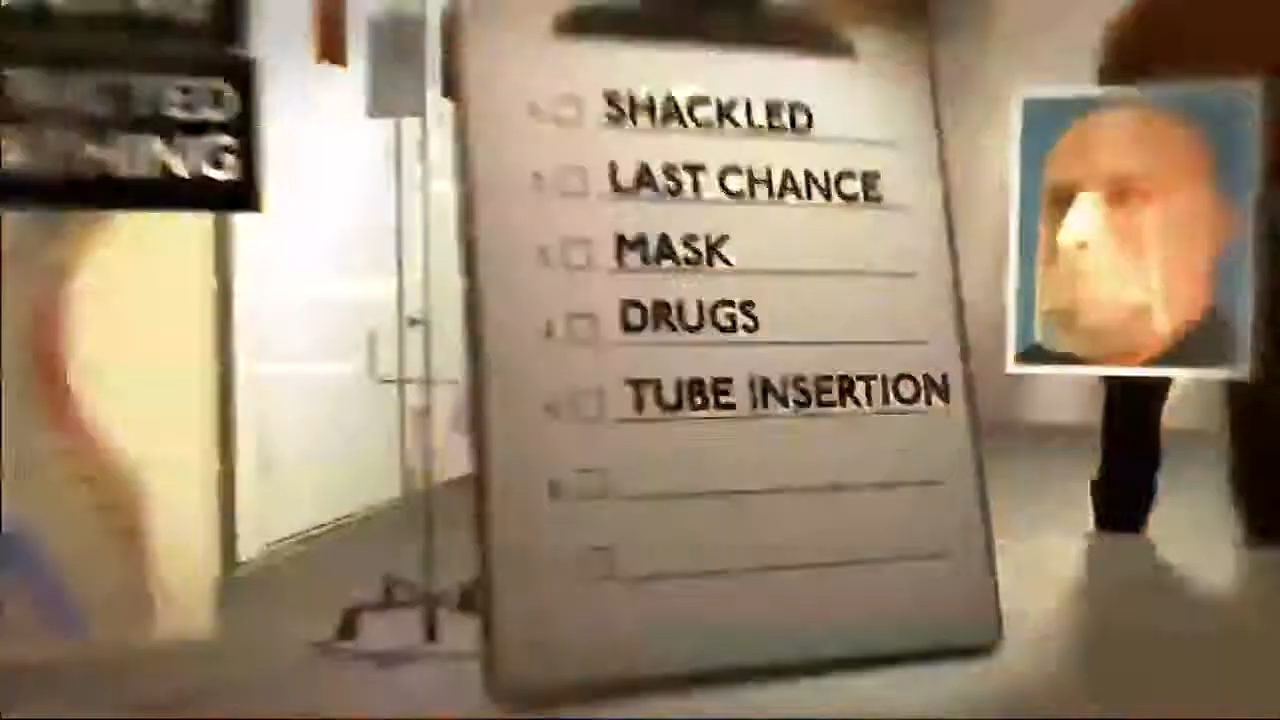 SHACKLED
LAST CHANCE
MASK
DRUGS
TUBE INSERTION